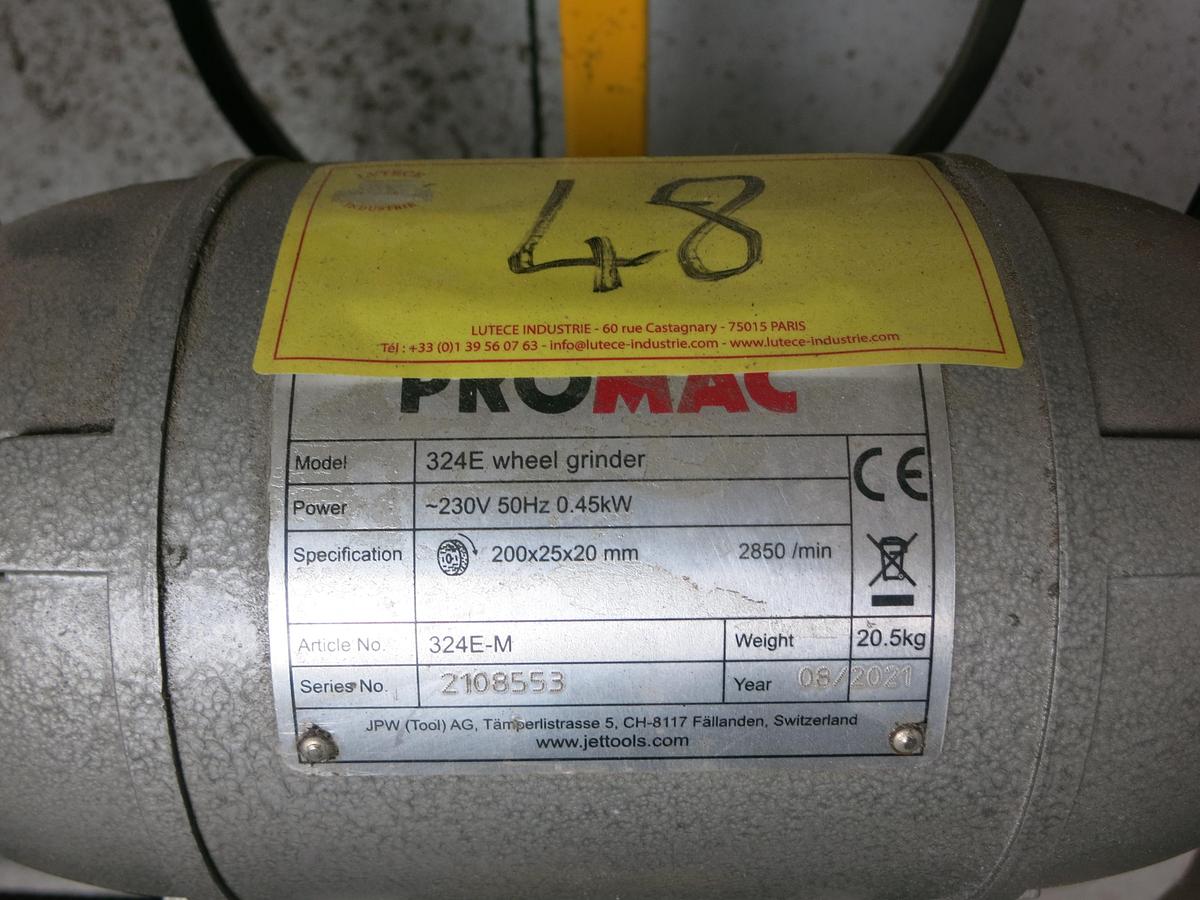 LUTECE
INDUSTRIE
48
LUTECE INDUSTRIE - 60 rue Castagnary - 75015 PARIS
Tél : +33 (0)1 39 56 07 63 - info@lutece-industrie.com - www.lutece-industrie.com
PROMAC
Model 324E wheel grinder CE
Power ~230V 50Hz 0.45kW
Specification 200x25x20 mm 2850 /min
Article No. 324E-M Weight 20.5kg
Series No. 2108553 Year 08/2021
JPW (Tool) AG, Tämperlistrasse 5, CH-8117 Fällanden, Switzerland
www.jettools.com